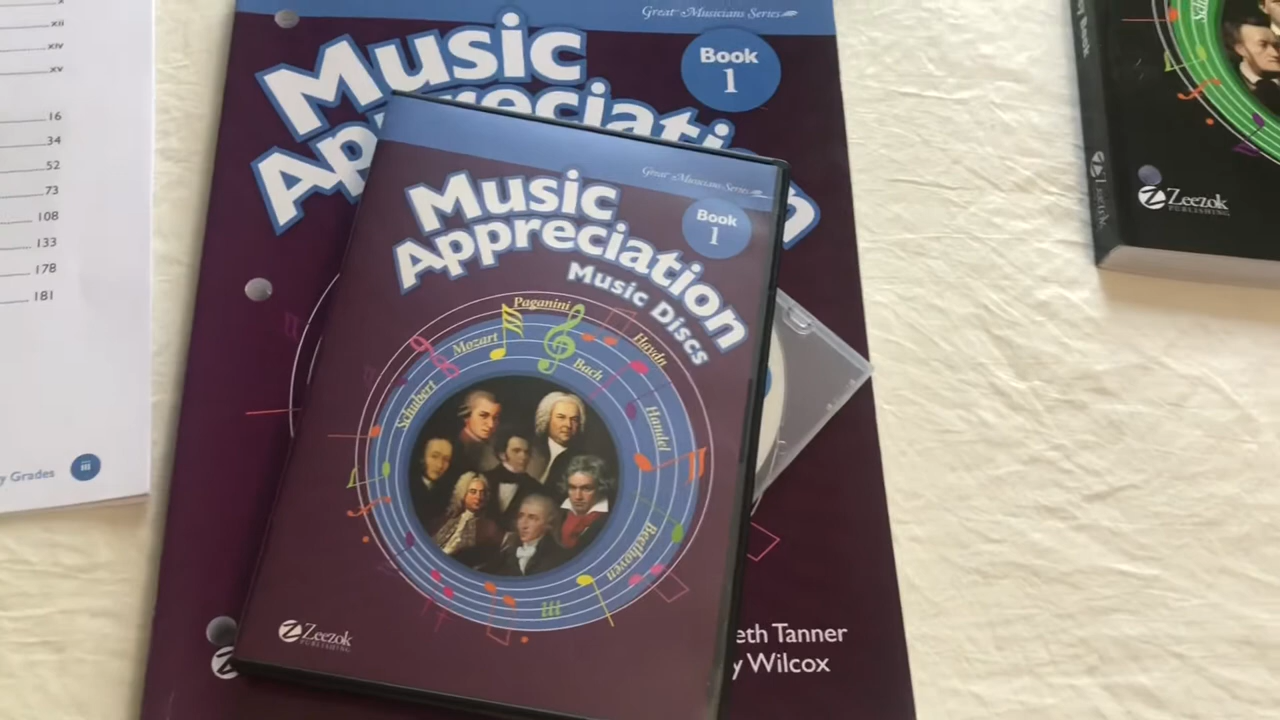 x
xii
xiv
xv
16
34
52
73
108
133
178
181
y Grades iii
Great Musicians Series
Music
Appreciation
Book
1
Great Musicians Series
Music
Appreciation
Music Discs
Book
1
Paganini
Mozart
Haydn
Bach
Schubert
Handel
Beethoven
Zeezok
PUBLISHING
eth Tanner
y Wilcox
Book
Zeezok
Zeezok
PUBLISHING